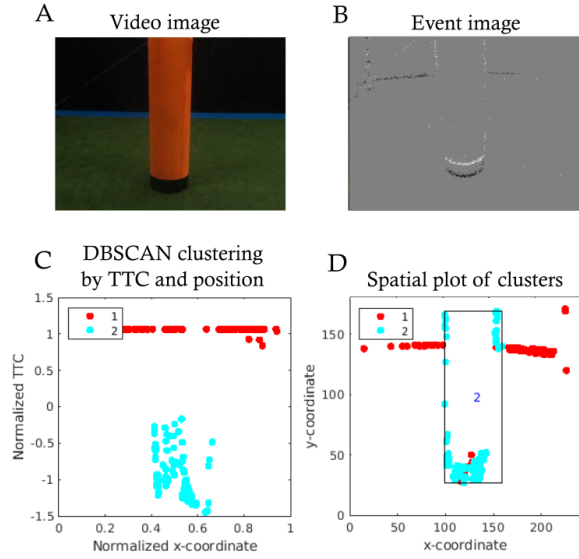 A
Video image
B
Event image
C
DBSCAN clustering
by TTC and position
1.5
1
0.5
0
-0.5
-1
-1.5
0
0.2
0.4
0.6
0.8
1
Normalized TTC
Normalized x-coordinate
1
2
D
Spatial plot of clusters
150
100
50
0
0
50
100
150
200
y-coordinate
x-coordinate
1
2
2